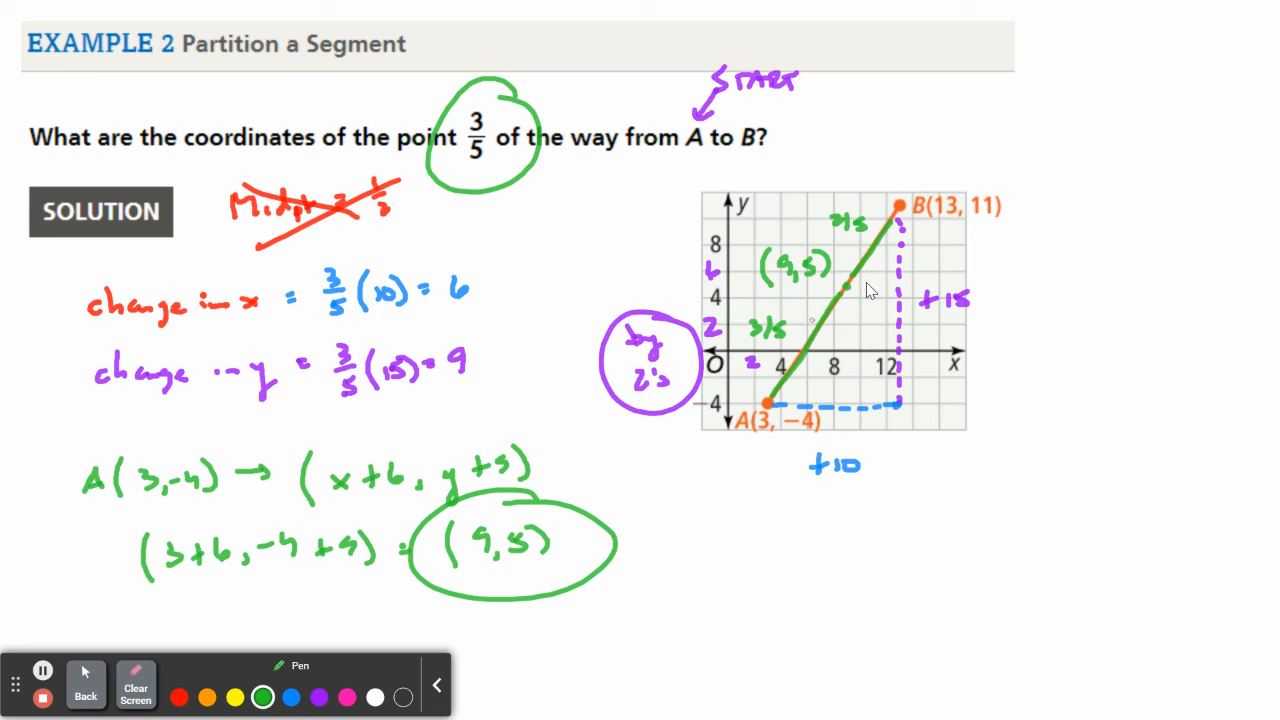 EXAMPLE 2 Partition a Segment
START
What are the coordinates of the point 3/5 of the way from A to B?
SOLUTION
Midpt = 1/2
change in x = 3/5 (10) = 6
change in y = 3/5 (15) = 9
A(3,-4) → (x+6, y+9)
(3+6, -4+9) = (9,5)
by
2's
y
B(13, 11)
2/5
8
(9,5)
6
4
+15
2
3/5
O
2
4
8
12
x
-4
A(3, −4)
+10
Pen
Back
Clear
Screen